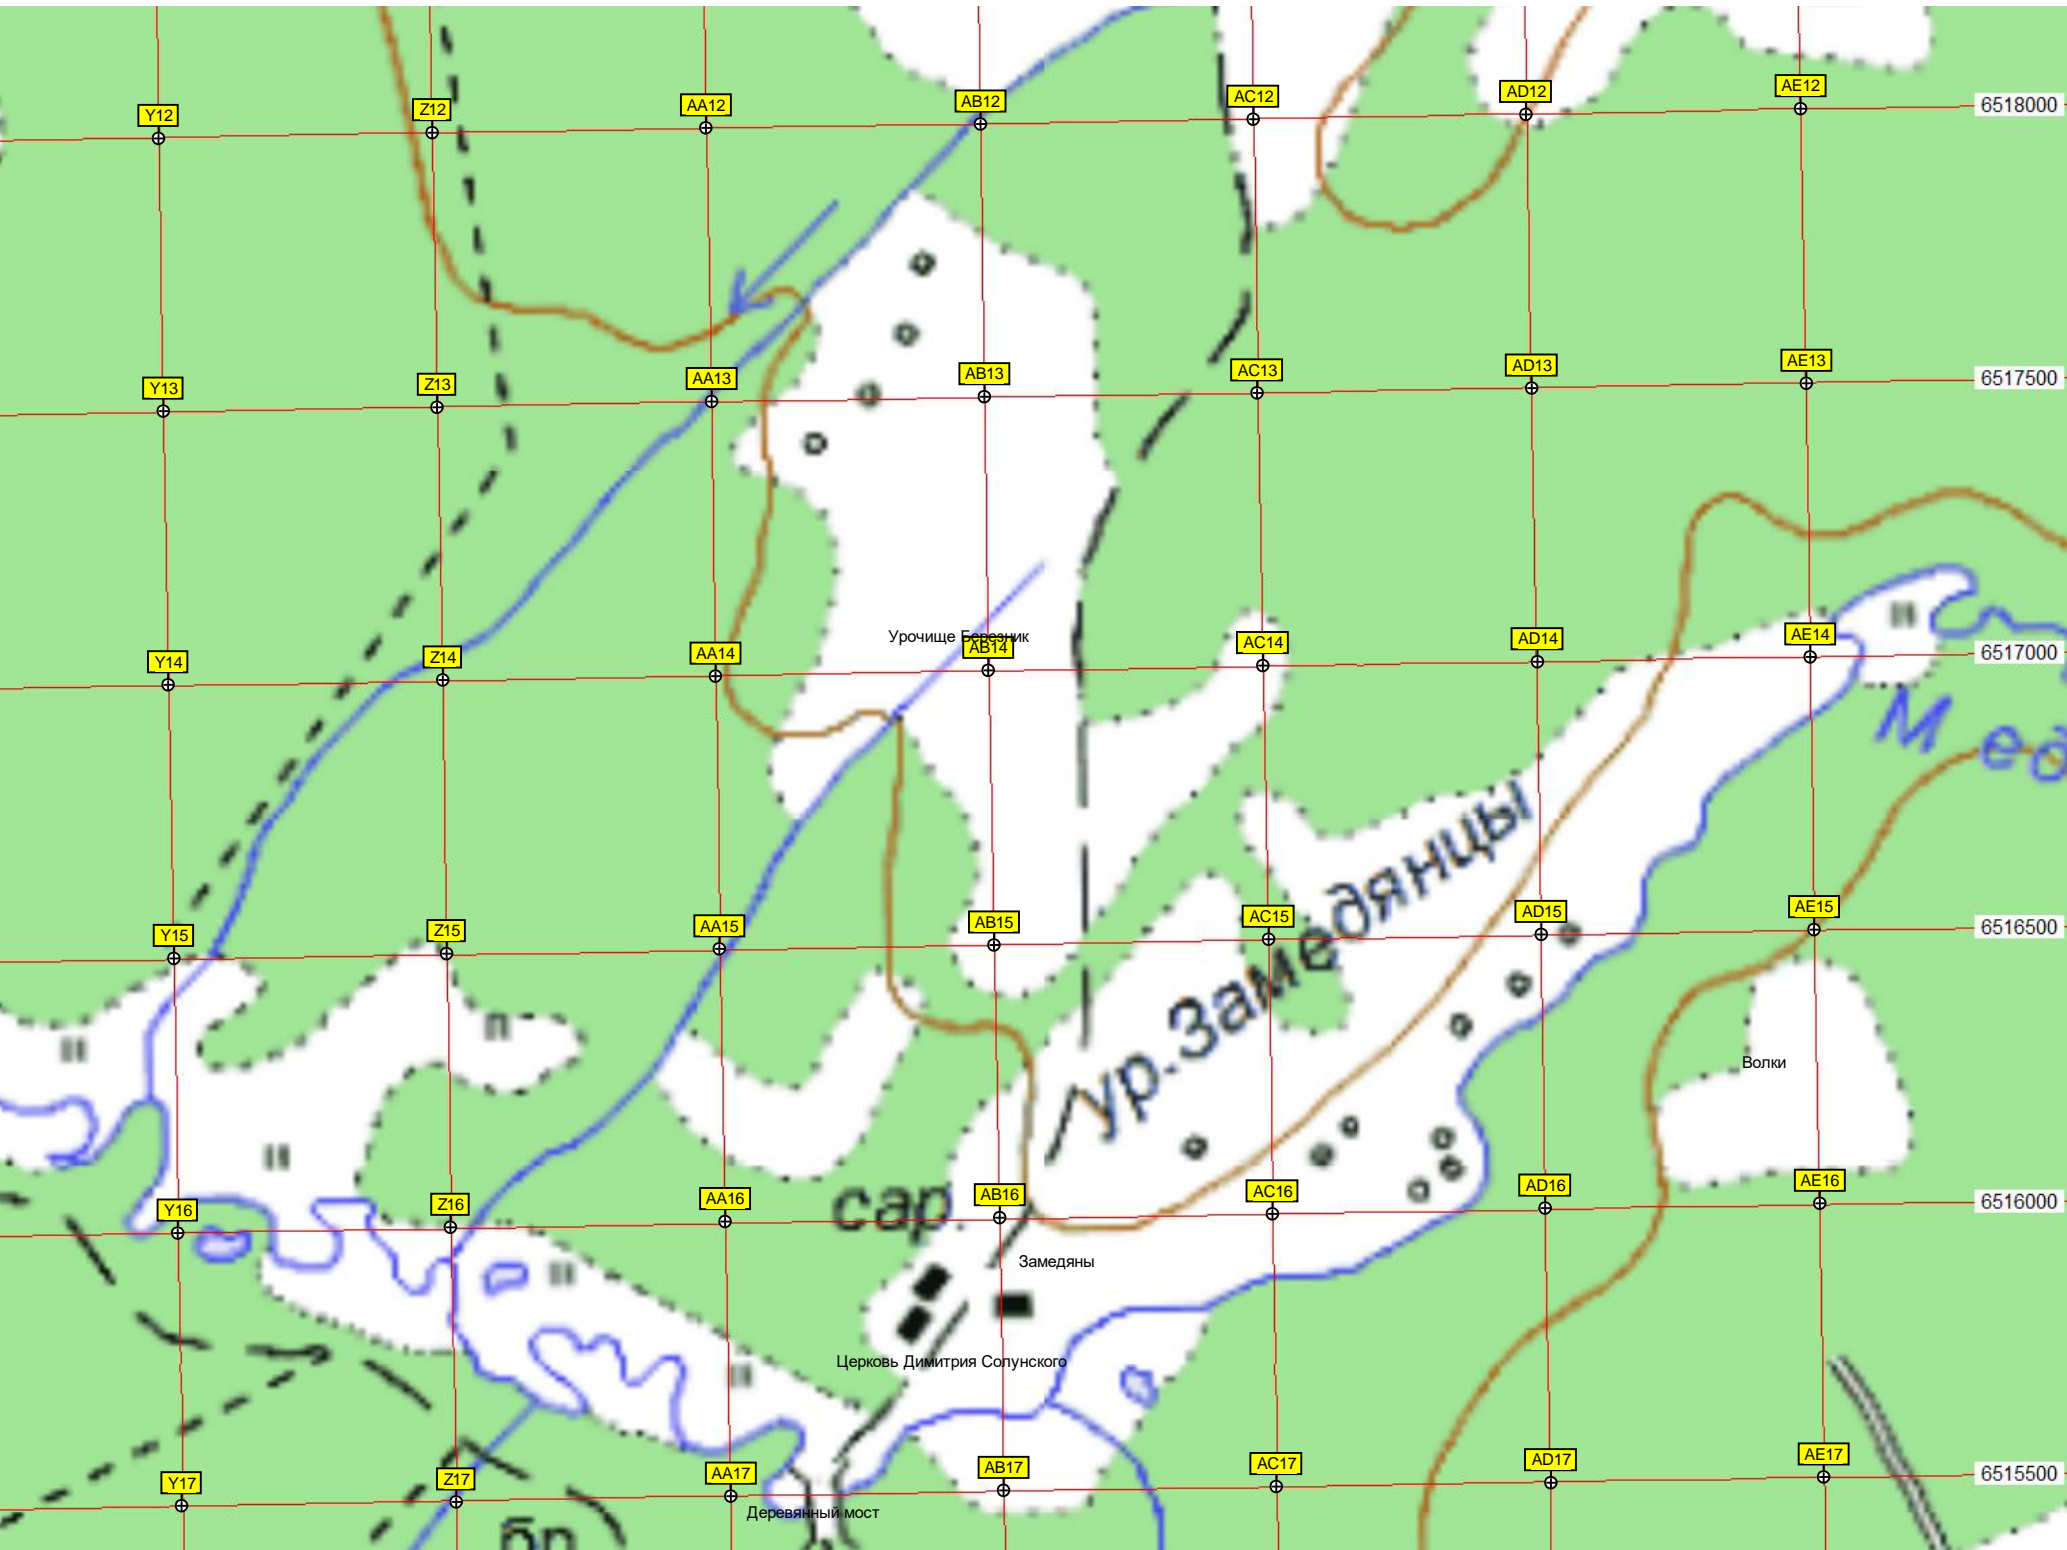 Y12 Z12 AA12 AB12 AC12 AD12 AE12 6518000
Y13 Z13 AA13 AB13 AC13 AD13 AE13 6517500
Урочище Березник
Y14 Z14 AA14 AB14 AC14 AD14 AE14 6517000
Мед
ур.Замедянцы
Y15 Z15 AA15 AB15 AC15 AD15 AE15 6516500
Волки
сар.
Y16 Z16 AA16 AB16 AC16 AD16 AE16 6516000
Замедяны
Церковь Димитрия Солунского
Y17 Z17 AA17 AB17 AC17 AD17 AE17 6515500
Деревянный мост
бр